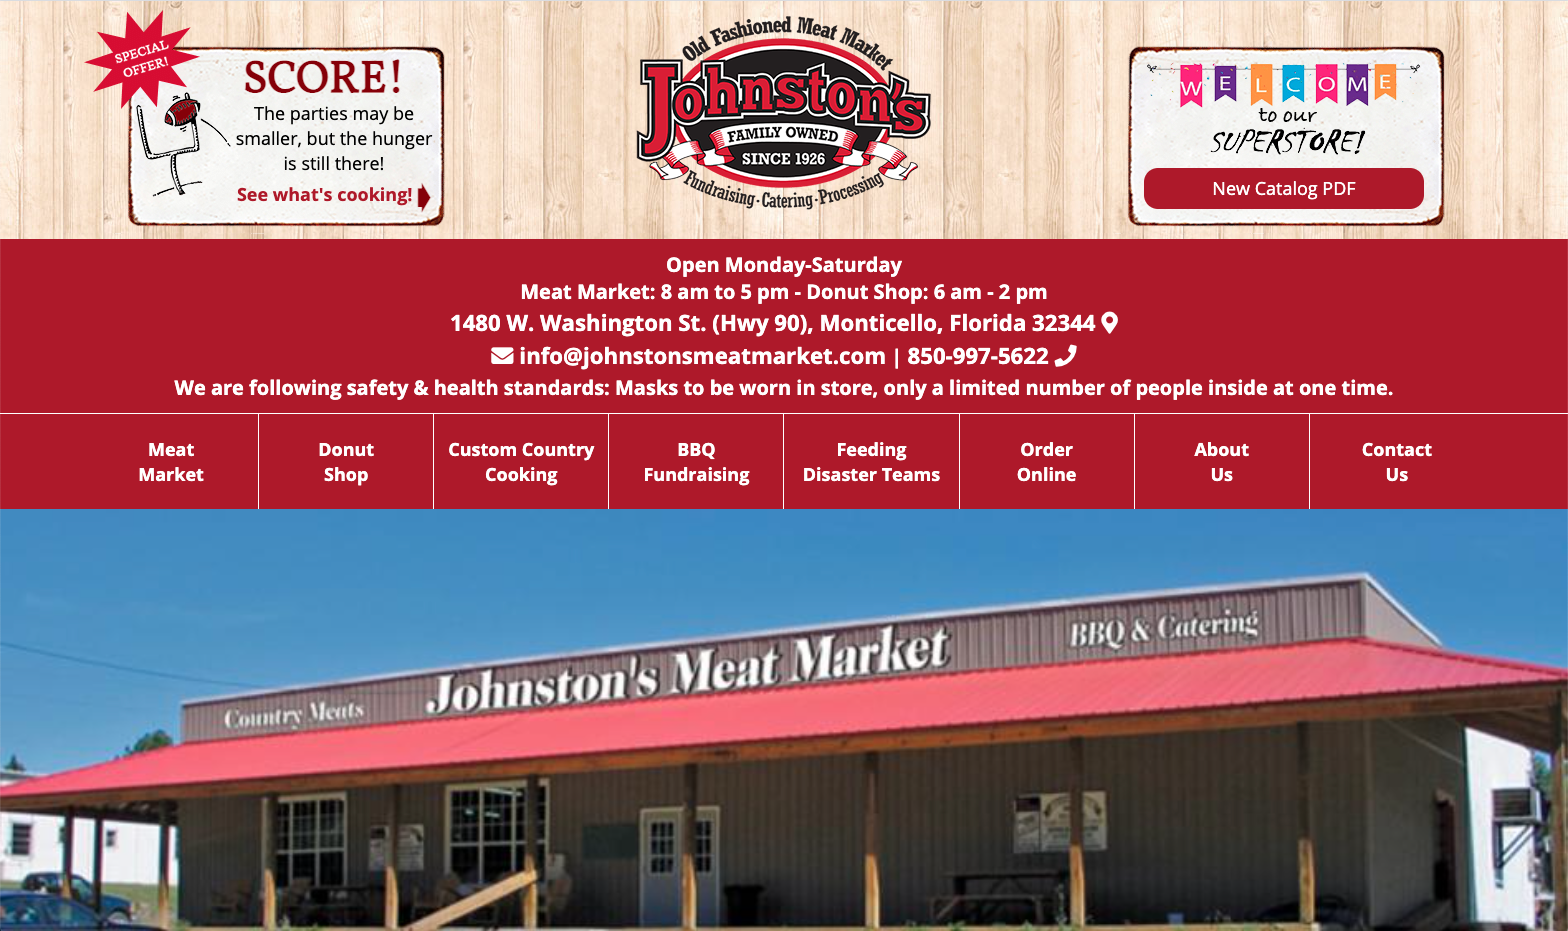 SPECIAL
OFFER!
SCORE!
The parties may be
smaller, but the hunger
is still there!
See what's cooking!
Old Fashioned Meat Market
Johnston's
FAMILY OWNED
SINCE 1926
Fundraising · Catering · Processing
WELCOME
to our
SUPERSTORE!
New Catalog PDF
Open Monday-Saturday
Meat Market: 8 am to 5 pm - Donut Shop: 6 am - 2 pm
1480 W. Washington St. (Hwy 90), Monticello, Florida 32344
info@johnstonsmeatmarket.com | 850-997-5622
We are following safety & health standards: Masks to be worn in store, only a limited number of people inside at one time.
Meat
Market
Donut
Shop
Custom Country
Cooking
BBQ
Fundraising
Feeding
Disaster Teams
Order
Online
About
Us
Contact
Us
Country Meats
Johnston's Meat Market
BBQ & Catering